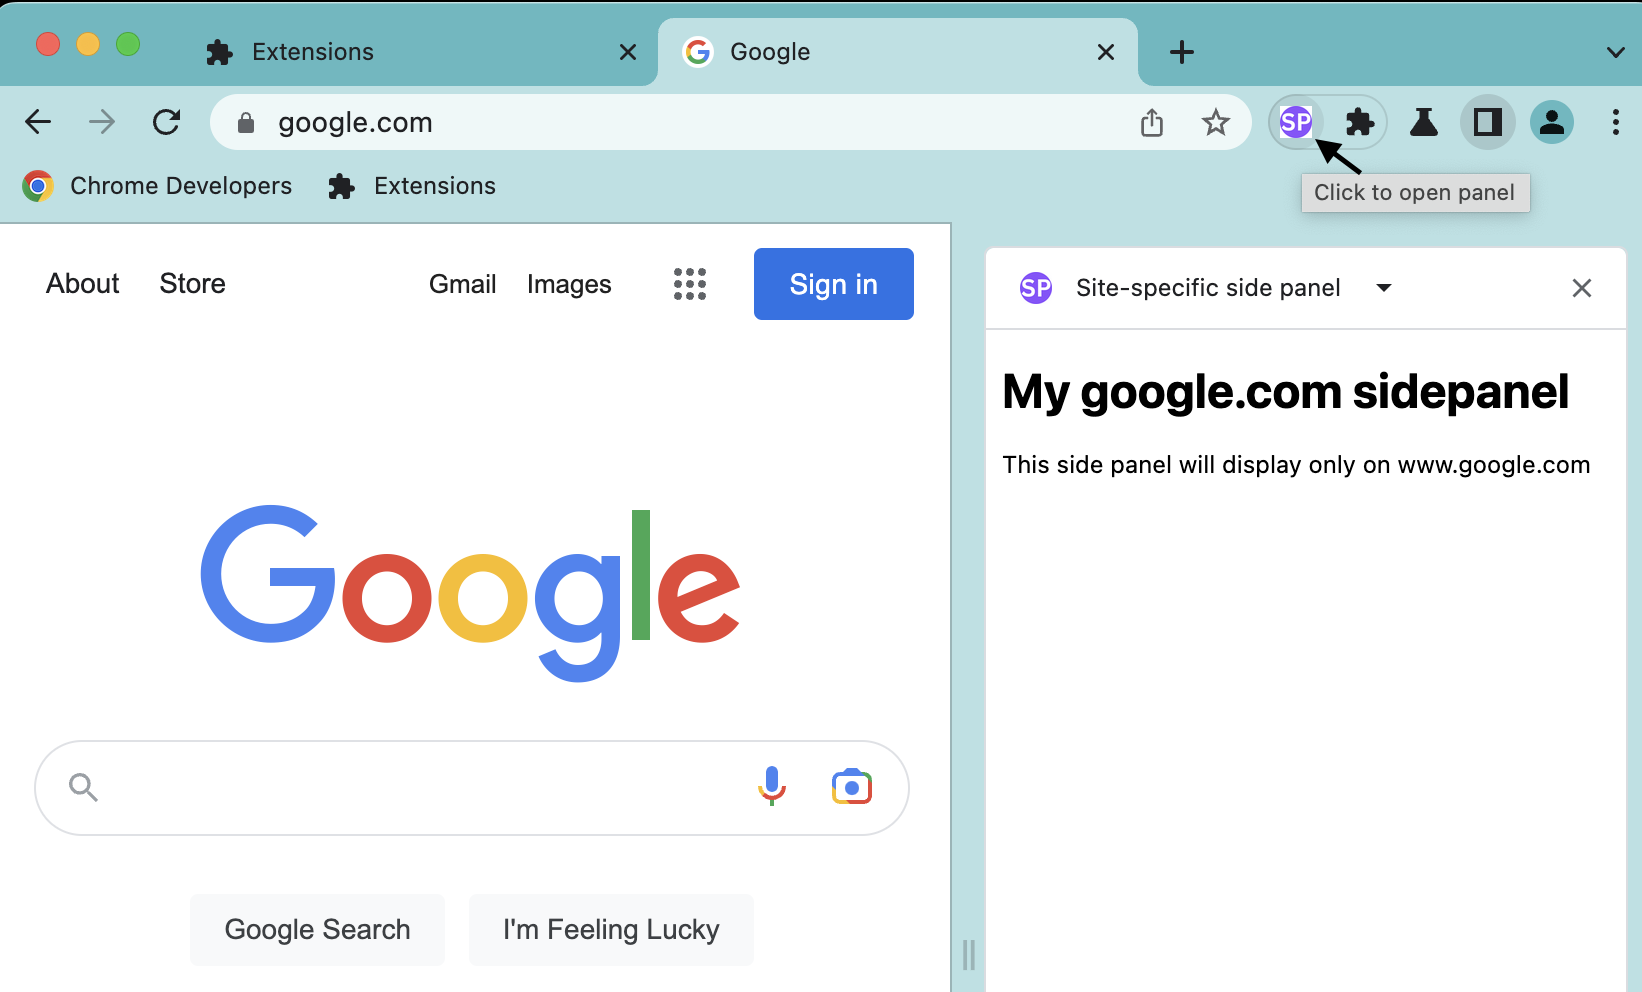 Extensions
Google
google.com
SP
Click to open panel
Chrome Developers
Extensions
About
Store
Gmail
Images
Sign in
SP
Site-specific side panel
My google.com sidepanel
This side panel will display only on www.google.com
Google
Google Search
I'm Feeling Lucky